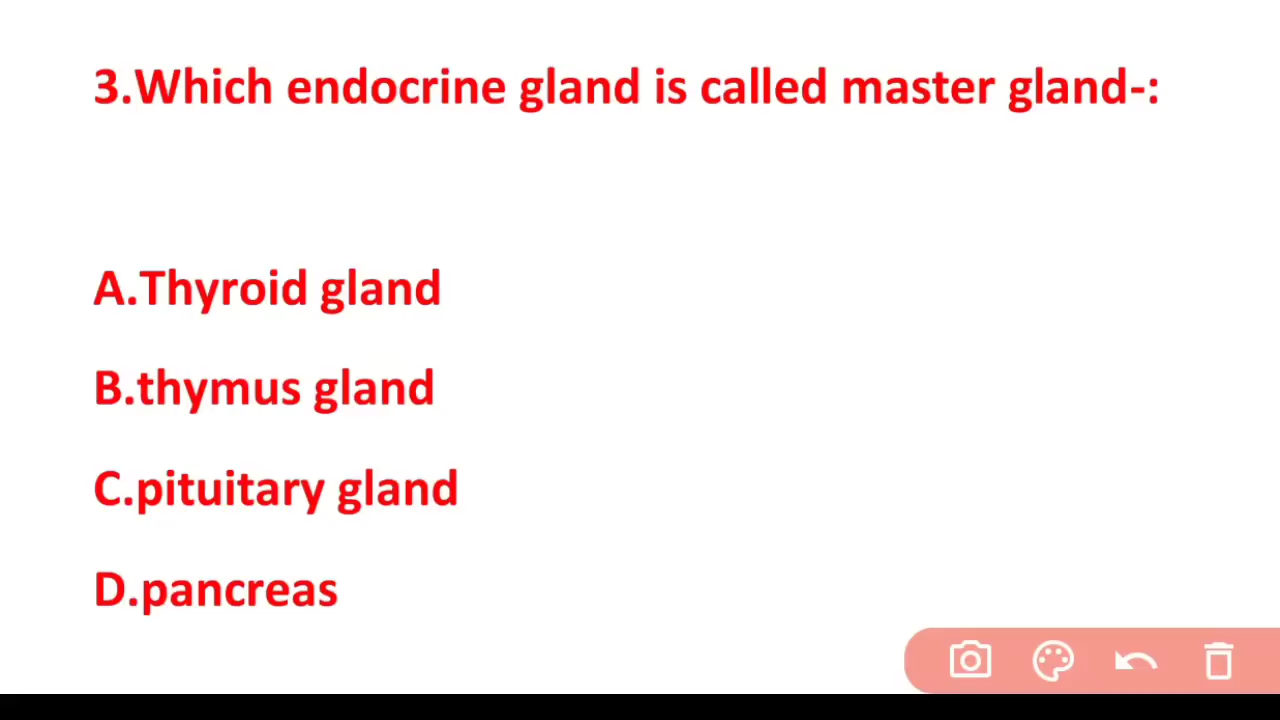 3.Which endocrine gland is called master gland-:
A.Thyroid gland
B.thymus gland
C.pituitary gland
D.pancreas